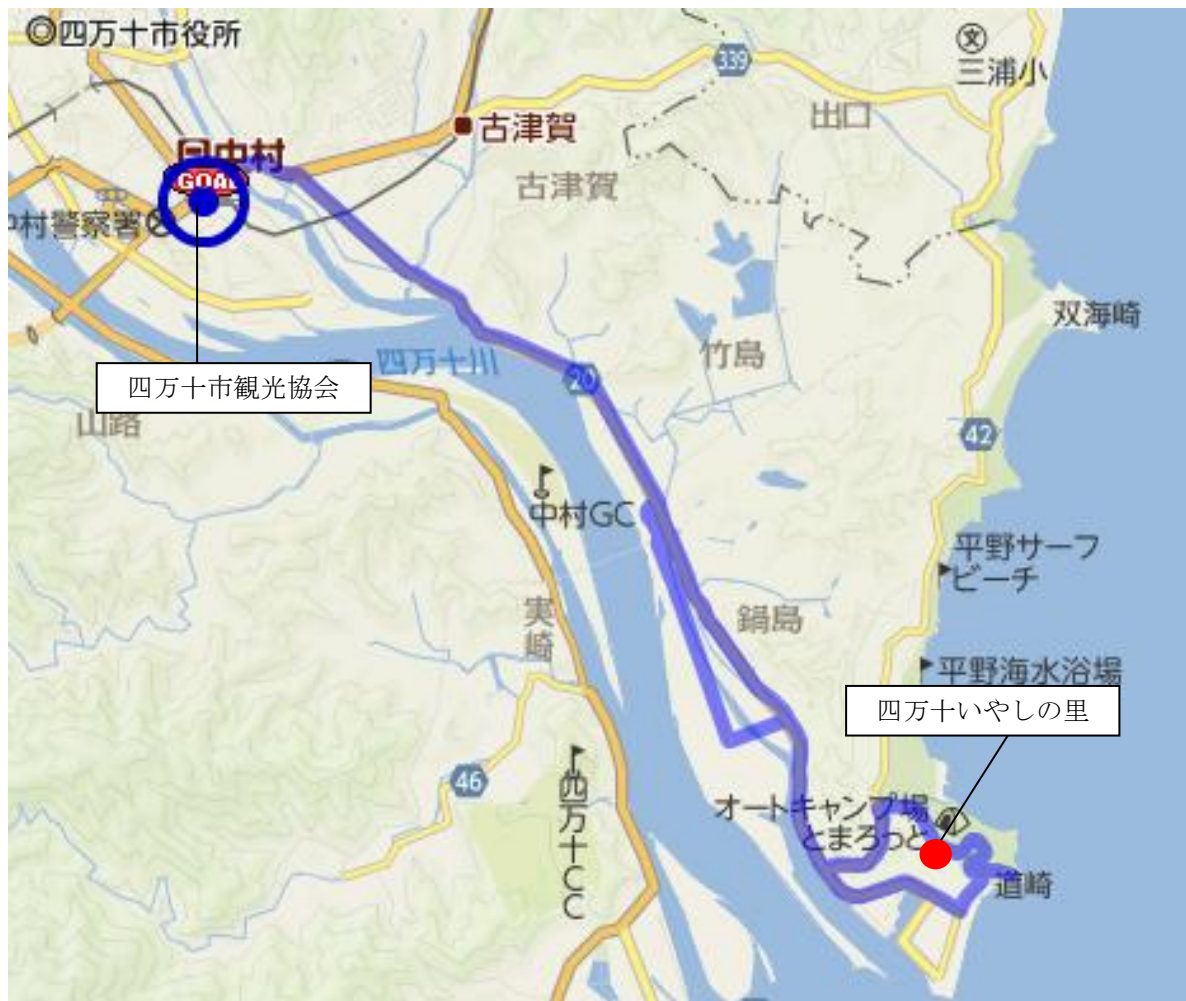 ◎四万十市役所
339
三浦小
出口
古津賀
中村
GOAL
古津賀
中村警察署
双海崎
四万十川
竹島
20
四万十市観光協会
山路
42
中村GC
平野サーフ
ビーチ
実崎
鍋島
平野海水浴場
四万十いやしの里
46
四万十CC
オートキャンプ場
とまろっと
道崎